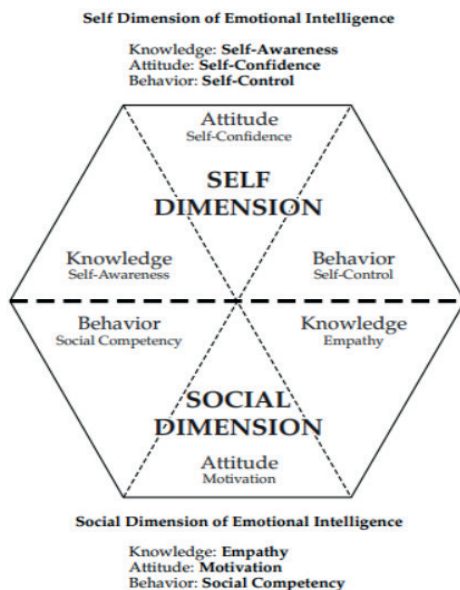 Self Dimension of Emotional Intelligence
Knowledge: Self-Awareness
Attitude: Self-Confidence
Behavior: Self-Control
Attitude
Self-Confidence
SELF
DIMENSION
Knowledge
Self-Awareness
Behavior
Self-Control
Behavior
Social Competency
Knowledge
Empathy
SOCIAL
DIMENSION
Attitude
Motivation
Social Dimension of Emotional Intelligence
Knowledge: Empathy
Attitude: Motivation
Behavior: Social Competency